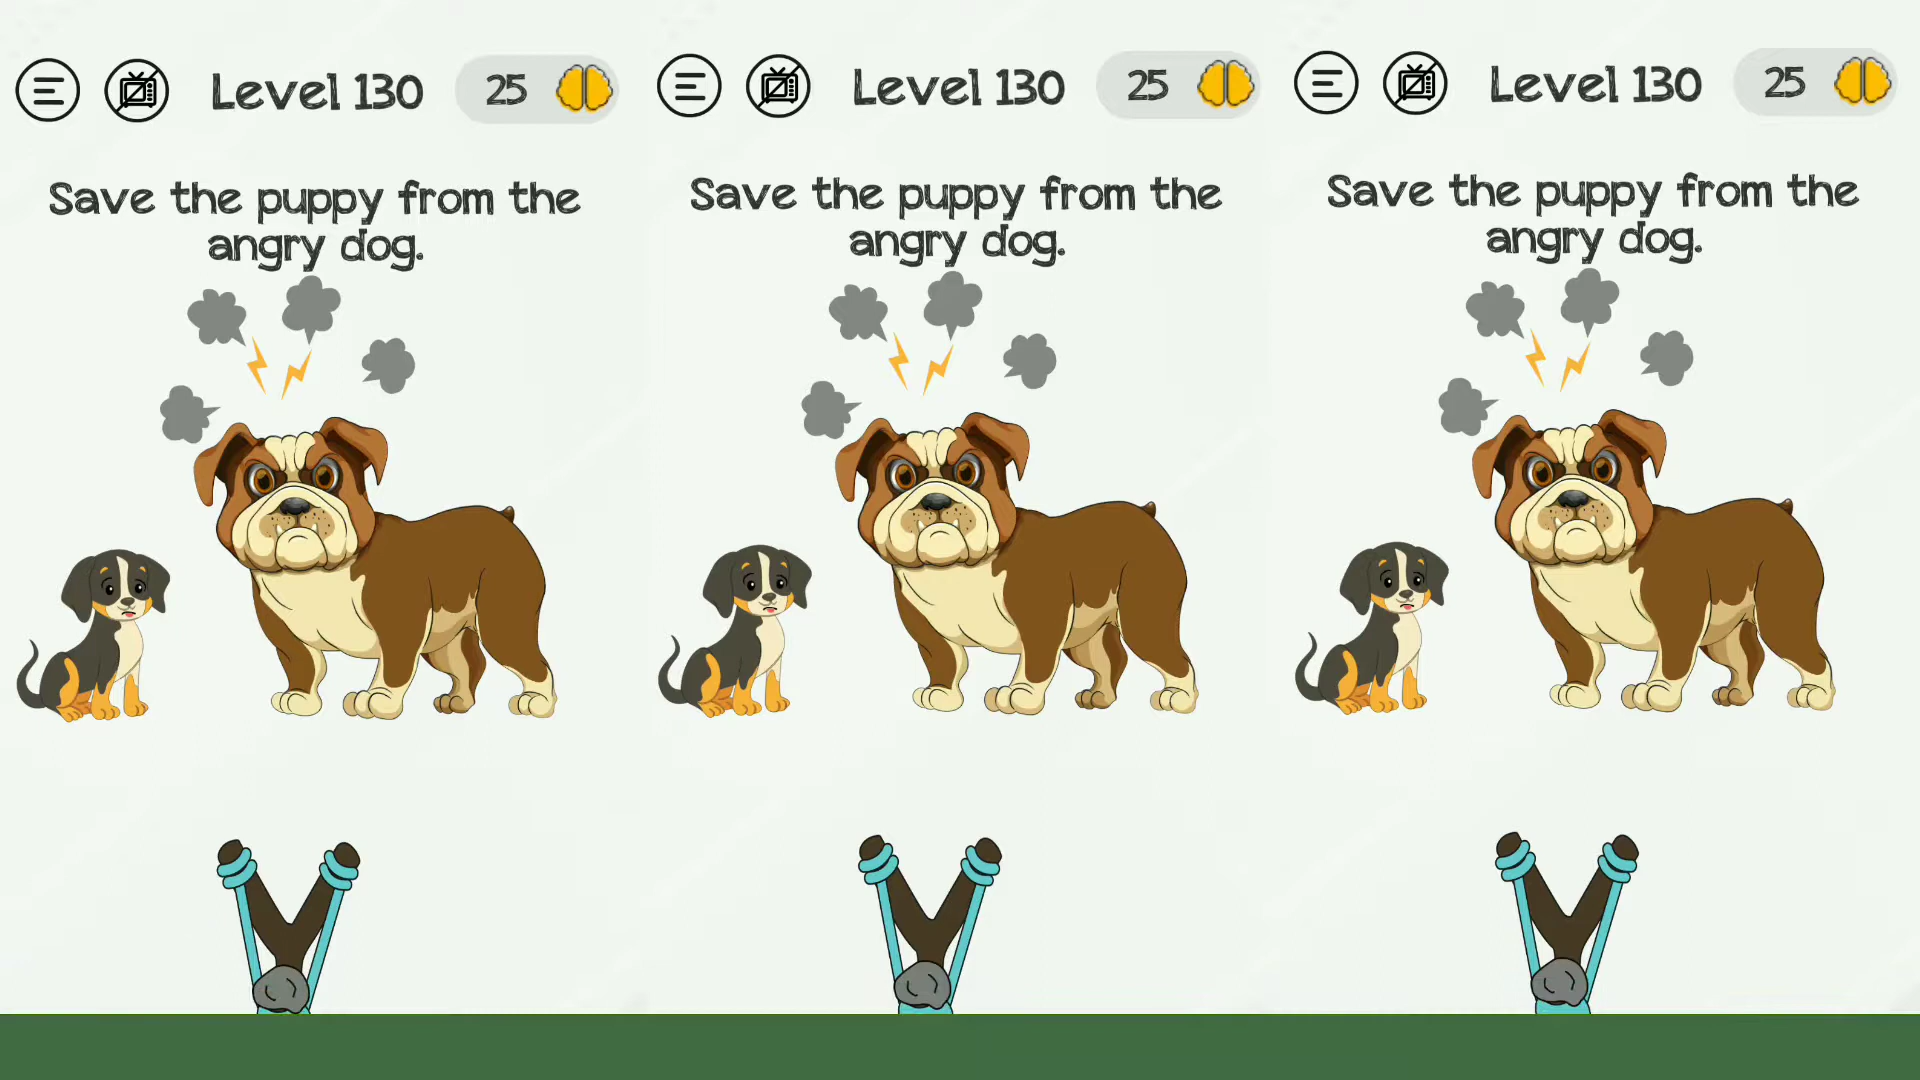 Level 130
25
Save the puppy from the
angry dog.
Level 130
25
Save the puppy from the
angry dog.
Level 130
25
Save the puppy from the
angry dog.